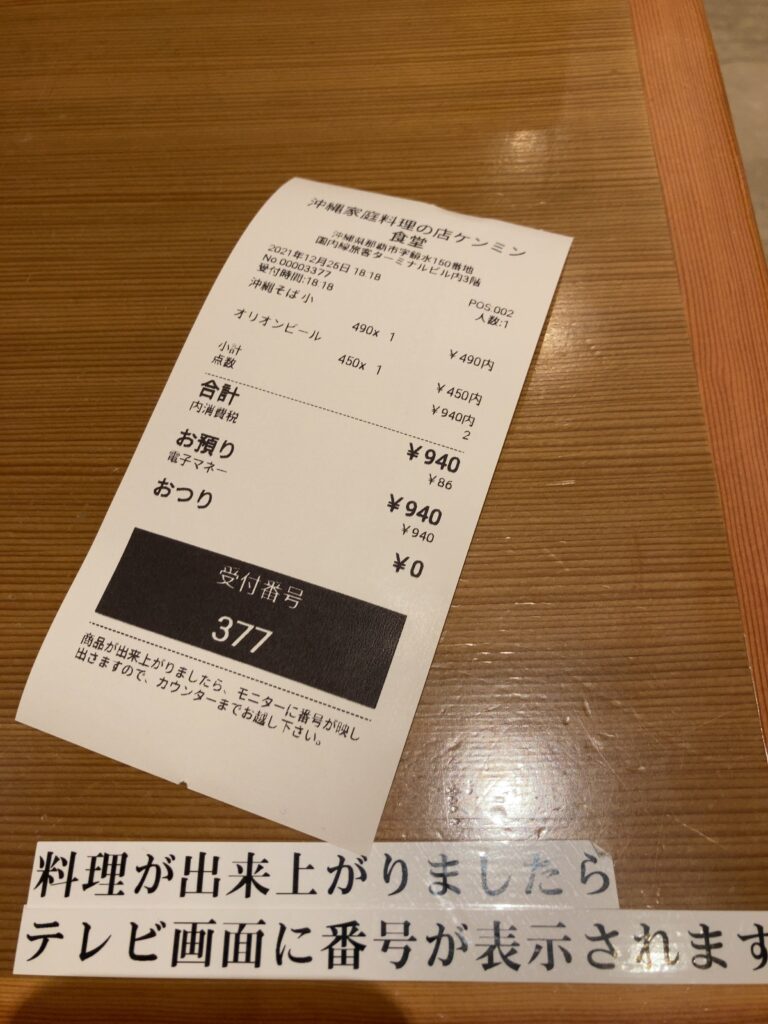 沖縄家庭料理の店ケンミン
食堂
沖縄県那覇市字鏡水150番地
国内線旅客ターミナルビル内3階
2021年12月26日 18:18 POS:002
No 00003377 人数:1
受付時間:18:18
沖縄そば 小
490x 1 ¥490内
オリオンビール
450x 1 ¥450内
小計 ¥940内
点数 2
合計 ¥940
内消費税 ¥86
お預り ¥940
電子マネー ¥940
おつり ¥0
受付番号
377
商品が出来上がりましたら、モニターに番号が映し
出さますので、カウンターまでお越し下さい。
料理が出来上がりましたら
テレビ画面に番号が表示されます